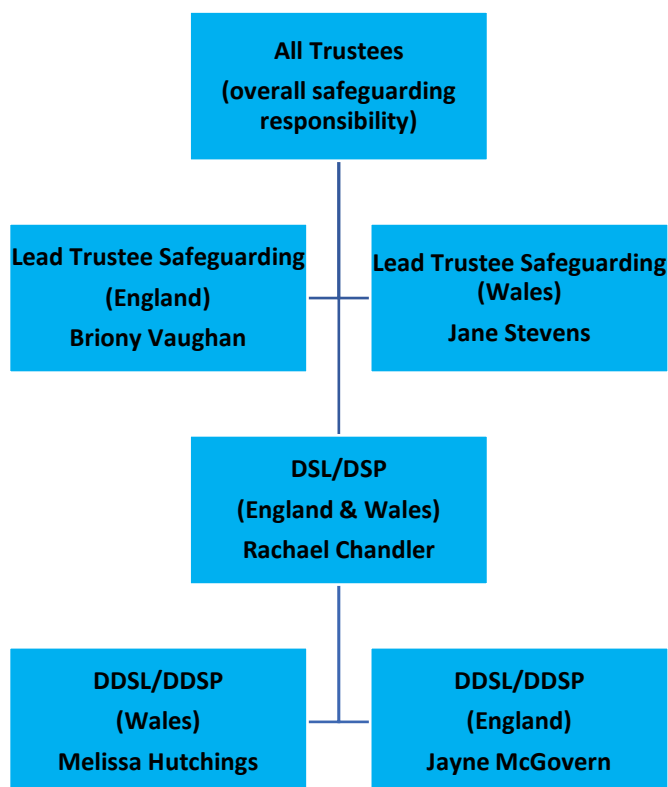 All Trustees
(overall safeguarding
responsibility)
Lead Trustee Safeguarding
(England)
Briony Vaughan
Lead Trustee Safeguarding
(Wales)
Jane Stevens
DSL/DSP
(England & Wales)
Rachael Chandler
DDSL/DDSP
(Wales)
Melissa Hutchings
DDSL/DDSP
(England)
Jayne McGovern